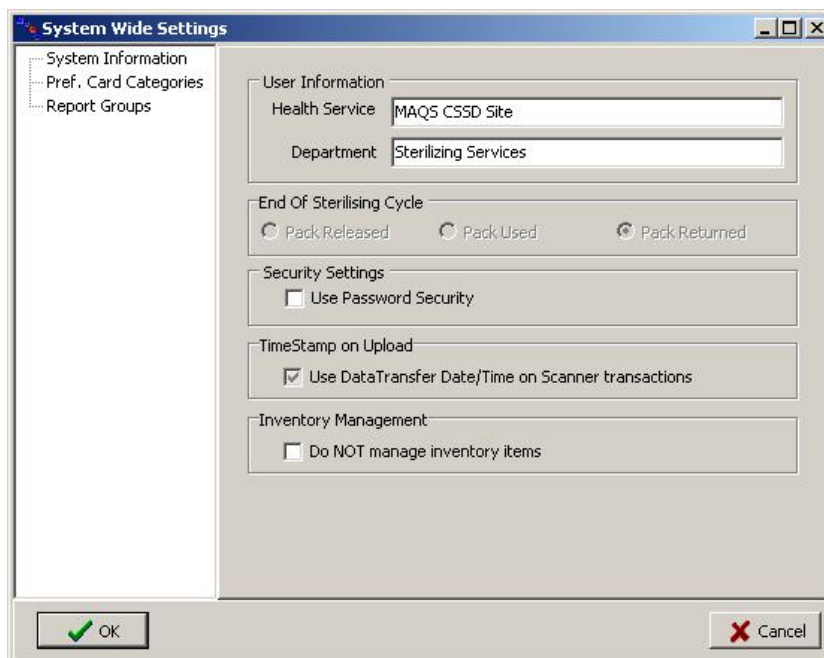 System Wide Settings
System Information
Pref. Card Categories
Report Groups
User Information
Health Service MAQS CSSD Site
Department Sterilizing Services
End Of Sterilising Cycle
Pack Released Pack Used Pack Returned
Security Settings
Use Password Security
TimeStamp on Upload
Use DataTransfer Date/Time on Scanner transactions
Inventory Management
Do NOT manage inventory items
OK Cancel